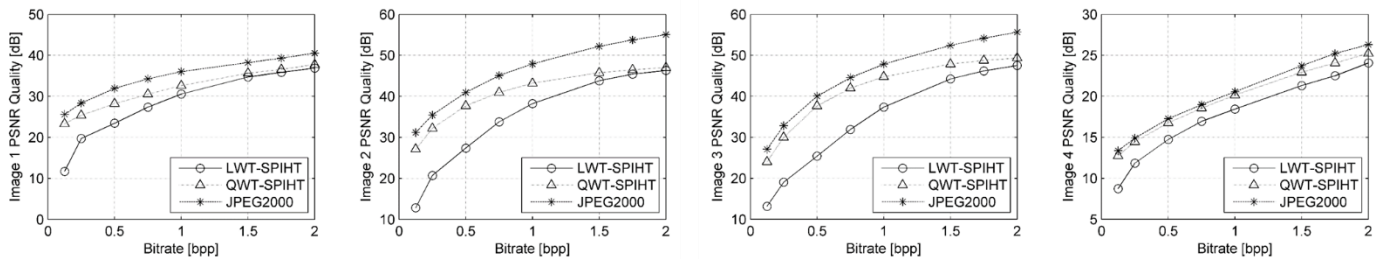 Image 1 PSNR Quality [dB]
50
40
30
20
10
0
LWT-SPIHT
QWT-SPIHT
JPEG2000
0 0.5 1 1.5 2
Bitrate [bpp]
Image 2 PSNR Quality [dB]
60
50
40
30
20
10
LWT-SPIHT
QWT-SPIHT
JPEG2000
0 0.5 1 1.5 2
Bitrate [bpp]
Image 3 PSNR Quality [dB]
60
50
40
30
20
10
LWT-SPIHT
QWT-SPIHT
JPEG2000
0 0.5 1 1.5 2
Bitrate [bpp]
Image 4 PSNR Quality [dB]
30
25
20
15
10
5
LWT-SPIHT
QWT-SPIHT
JPEG2000
0 0.5 1 1.5 2
Bitrate [bpp]